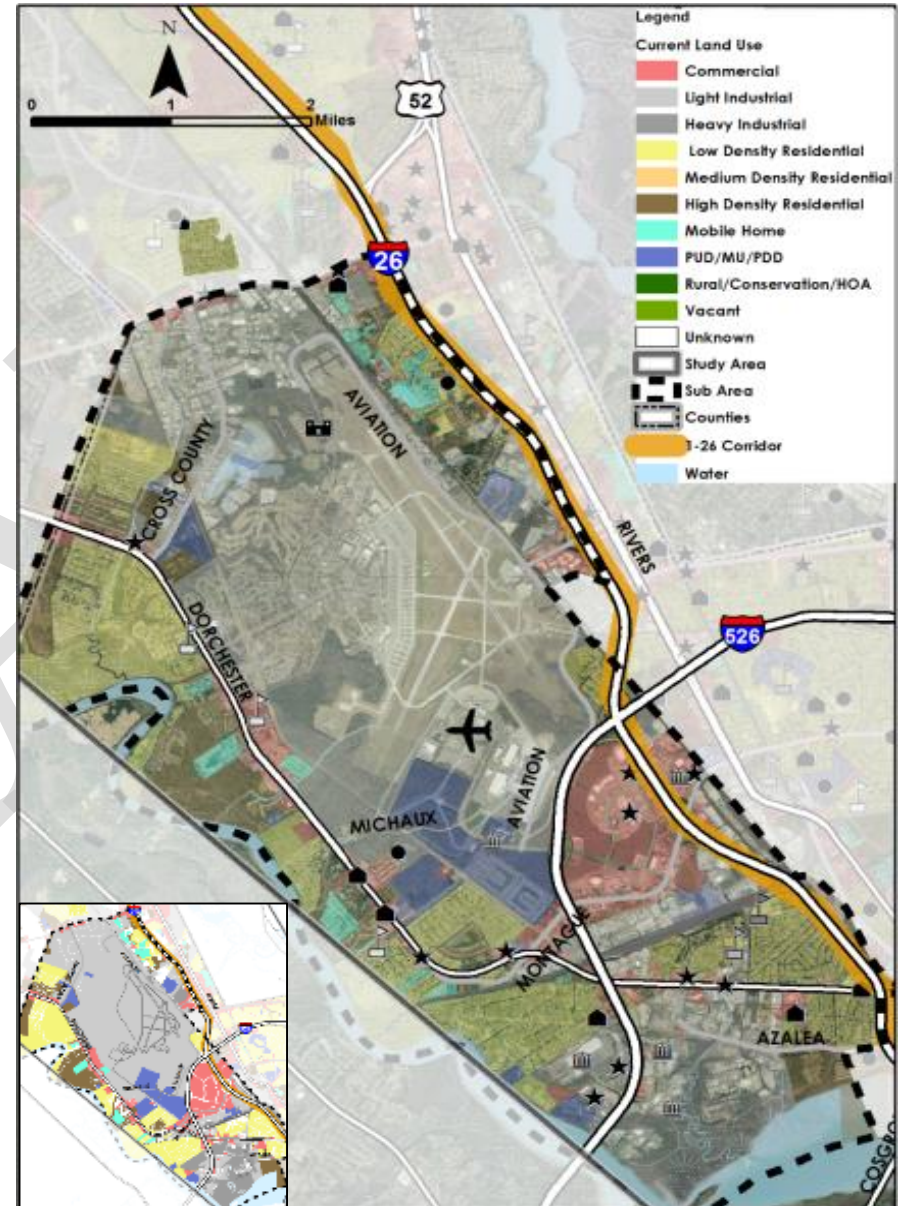 Legend
Current Land Use
Commercial
Light Industrial
Heavy Industrial
Low Density Residential
Medium Density Residential
High Density Residential
Mobile Home
PUD/MU/PDD
Rural/Conservation/HOA
Vacant
Unknown
Study Area
Sub Area
Counties
I-26 Corridor
Water
N
0 1 2
Miles
52
26
AVIATION
CROSS COUNTY
RIVERS
526
DORCHESTER
AVIATION
MICHAUX
MONTAGUE
AZALEA
COSGRO